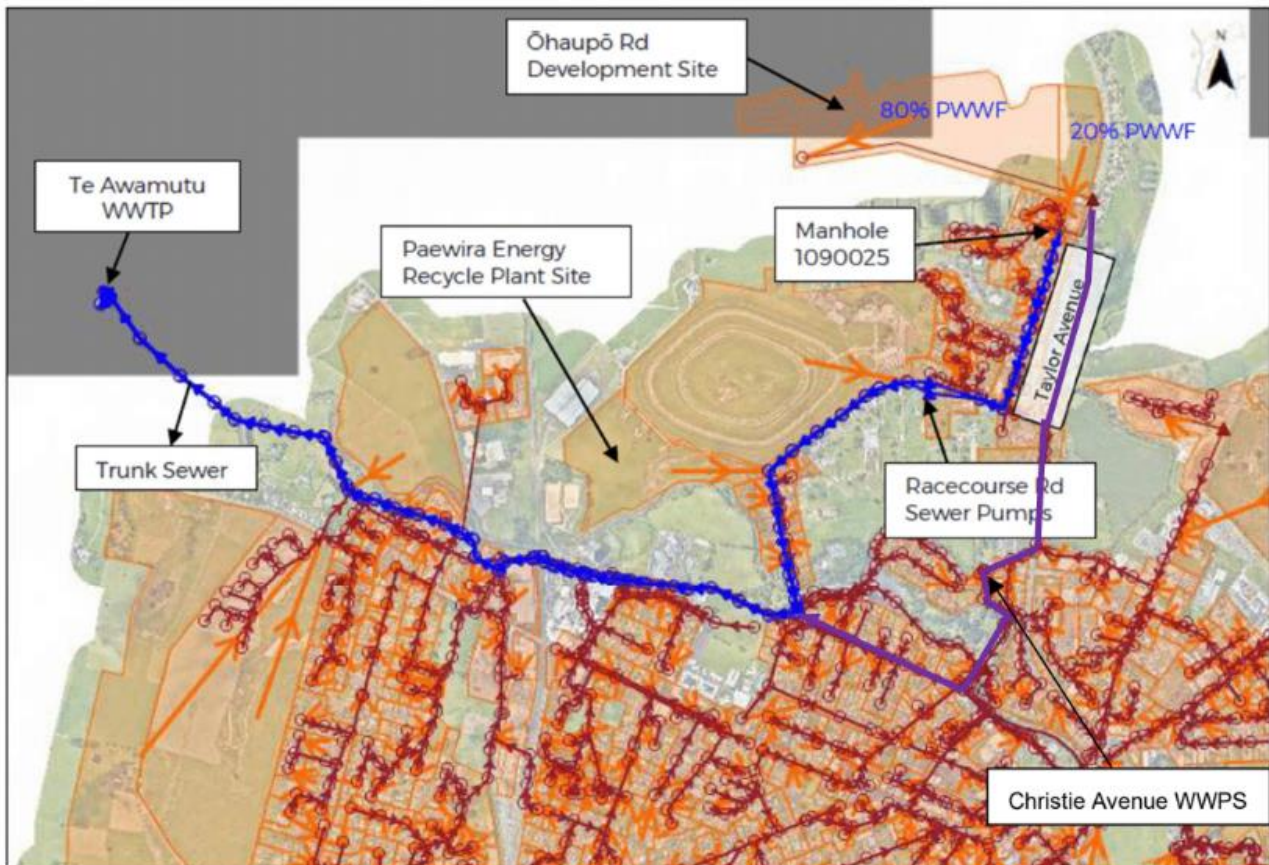 Ōhaupō Rd
Development Site
N
80% PWWF
20% PWWF
Te Awamutu
WWTP
Paewira Energy
Recycle Plant Site
Manhole
1090025
Taylor Avenue
Trunk Sewer
Racecourse Rd
Sewer Pumps
Christie Avenue WWPS